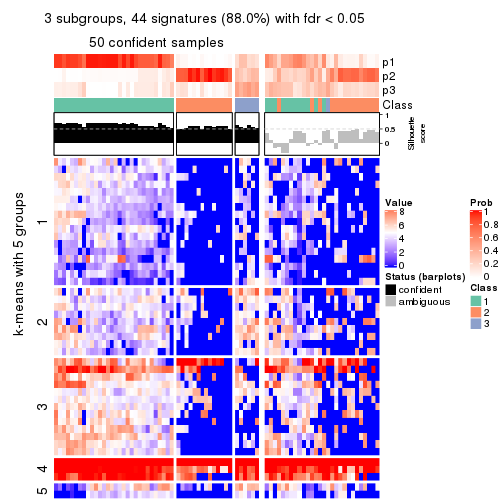 3 subgroups, 44 signatures (88.0%) with fdr < 0.05
50 confident samples
p1
p2
p3
Class
1
0.5
0
Silhouette
score
k-means with 5 groups
1
2
3
4
5
Value
8
6
4
2
0
Status (barplots)
confident
ambiguous
Prob
1
0.8
0.6
0.4
0.2
0
Class
1
2
3